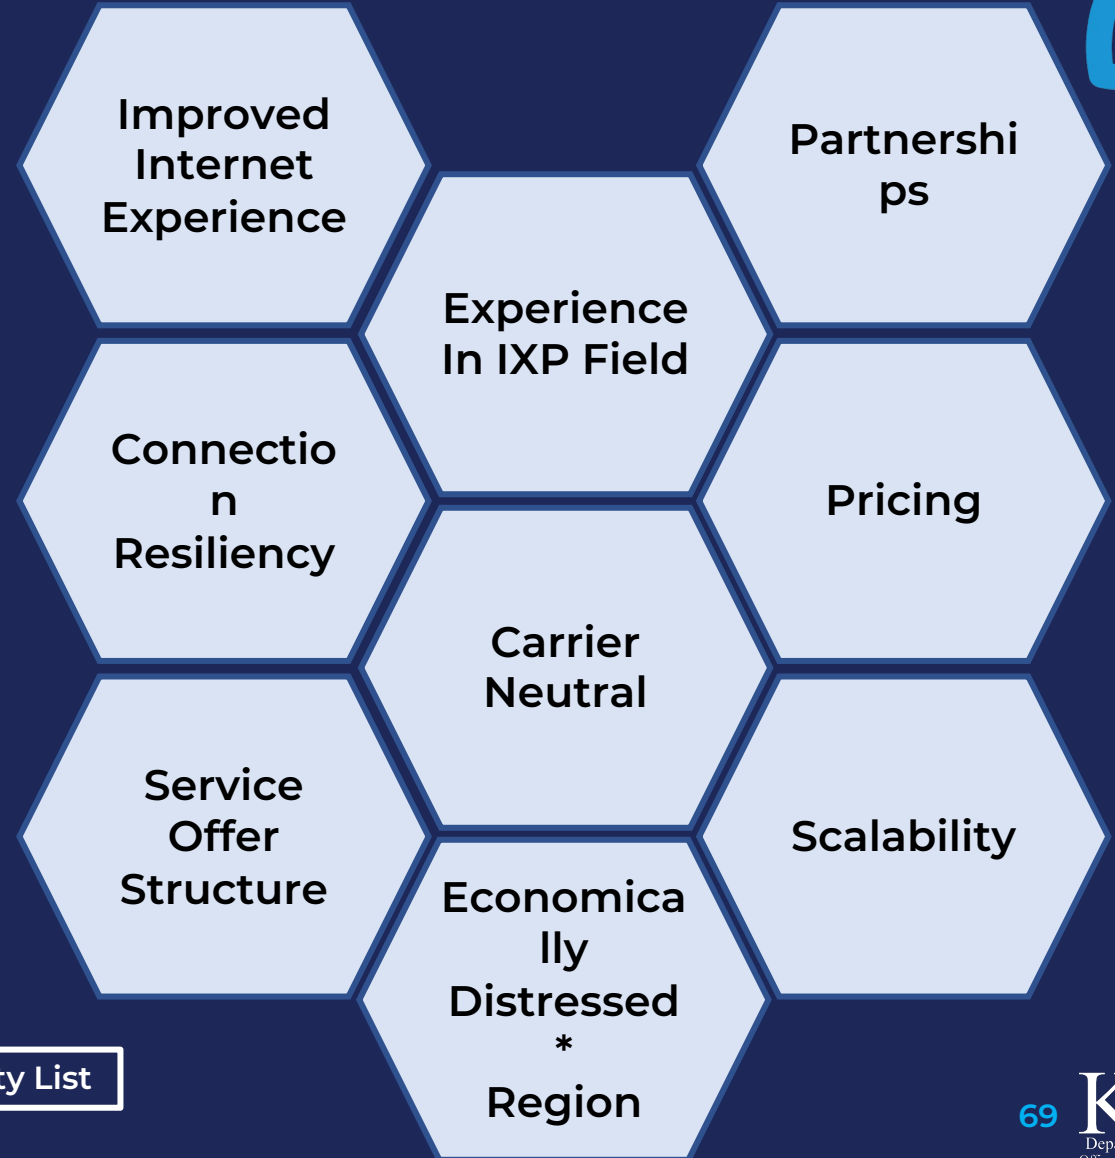 Improved
Internet
Experience
Partnershi
ps
Experience
In IXP Field
Connectio
n
Resiliency
Pricing
Carrier
Neutral
Service
Offer
Structure
Scalability
Economica
lly
Distressed
*
Region
ty List
69
K
Dep